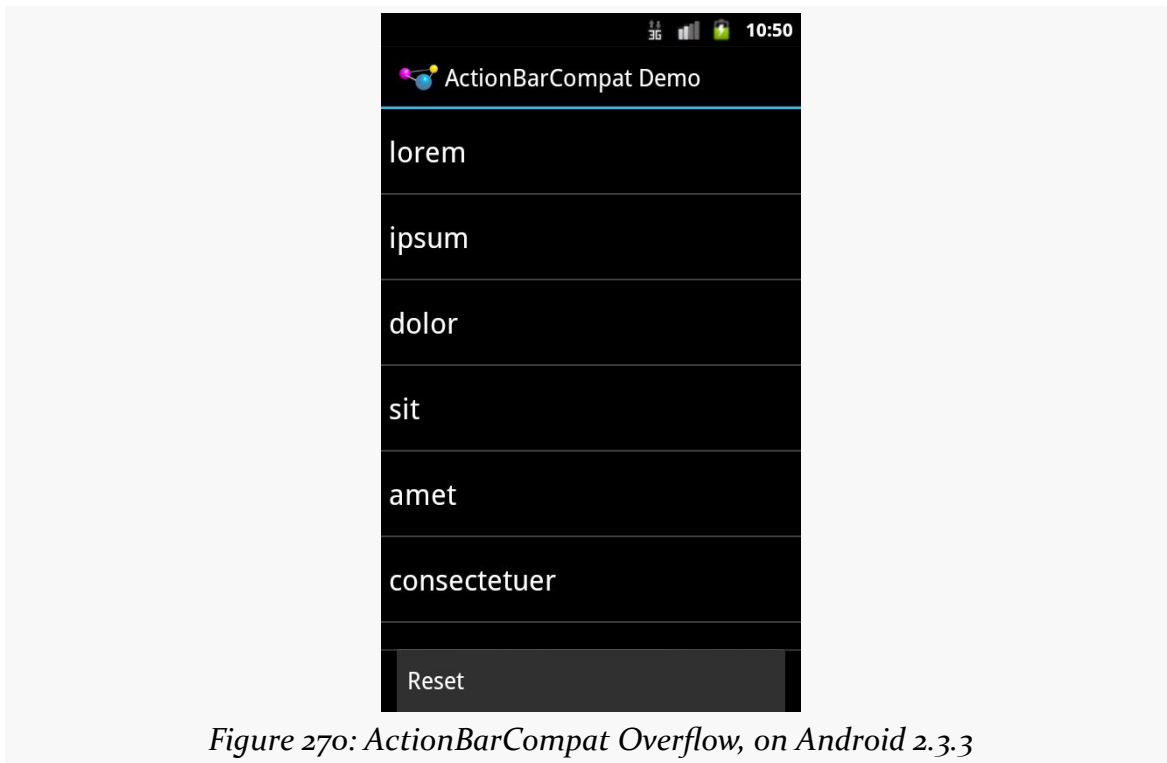 3G 10:50
ActionBarCompat Demo
lorem
ipsum
dolor
sit
amet
consectetuer
Reset
Figure 270: ActionBarCompat Overflow, on Android 2.3.3